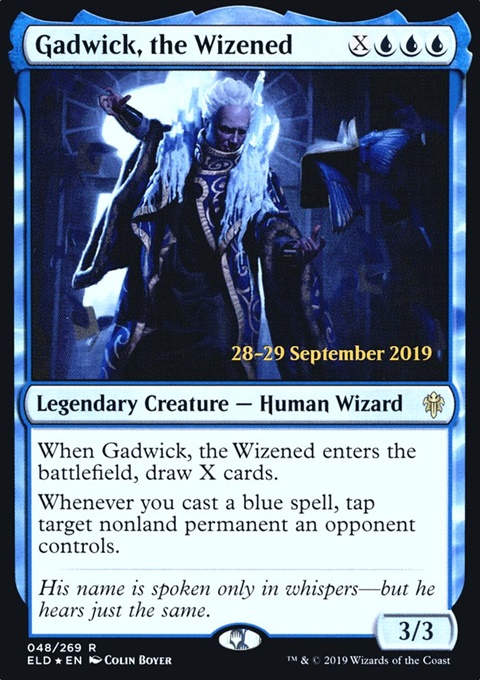 Gadwick, the Wizened X
28–29 September 2019
Legendary Creature — Human Wizard
When Gadwick, the Wizened enters the
battlefield, draw X cards.
Whenever you cast a blue spell, tap
target nonland permanent an opponent
controls.
His name is spoken only in whispers—but he
hears just the same.
3/3
048/269 R
ELD ★ EN Colin Boyer
™ & © 2019 Wizards of the Coast